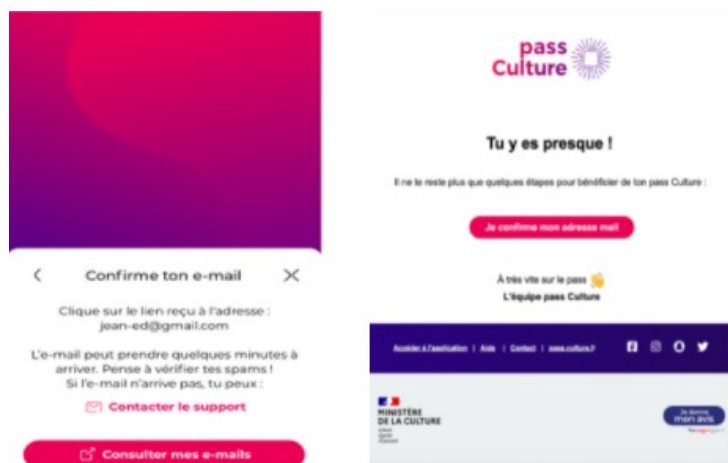 Confirme ton e-mail
Clique sur le lien reçu à l'adresse :
jean-ed@gmail.com
L'e-mail peut prendre quelques minutes à
arriver. Pense à vérifier tes spams !
Si l'e-mail n'arrive pas, tu peux :
Contacter le support
Consulter mes e-mails
pass
Culture
Tu y es presque !
Il ne te reste plus que quelques étapes pour bénéficier de ton pass Culture :
Je confirme mon adresse mail
À très vite sur le pass
L'équipe pass Culture
Accéder à l'application | Aide | Contact | pass.culture.fr
MINISTÈRE
DE LA CULTURE
Liberté
Égalité
Fraternité
Je donne
mon avis